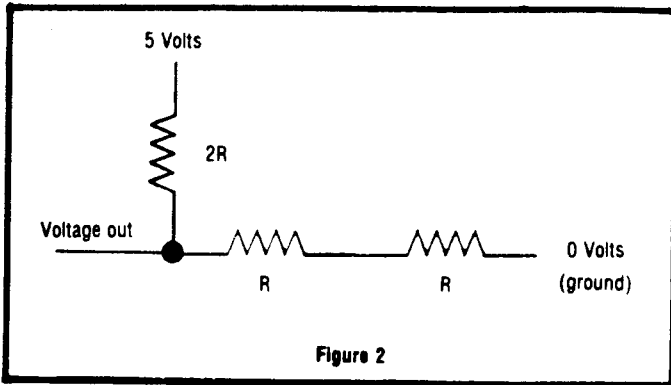 5 Volts
2R
Voltage out
R
R
0 Volts
(ground)
Figure 2